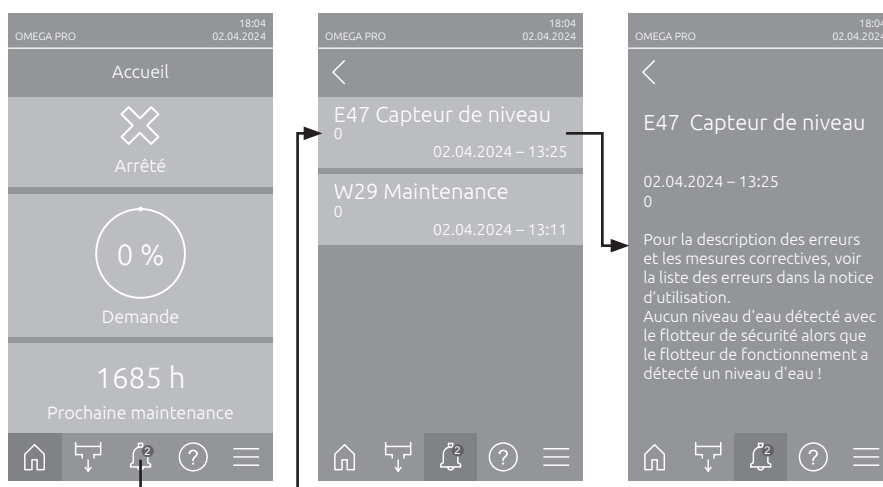 18:04
OMEGA PRO 02.04.2024
Accueil
Arrêté
0 %
Demande
1685 h
Prochaine maintenance
2
?
18:04
OMEGA PRO 02.04.2024
E47 Capteur de niveau
0
02.04.2024 – 13:25
W29 Maintenance
0
02.04.2024 – 13:11
2
?
18:04
OMEGA PRO 02.04.2024
E47 Capteur de niveau
02.04.2024 – 13:25
0
Pour la description des erreurs
et les mesures correctives, voir
la liste des erreurs dans la notice
d'utilisation.
Aucun niveau d'eau détecté avec
le flotteur de sécurité alors que
le flotteur de fonctionnement a
détecté un niveau d'eau !
2
?